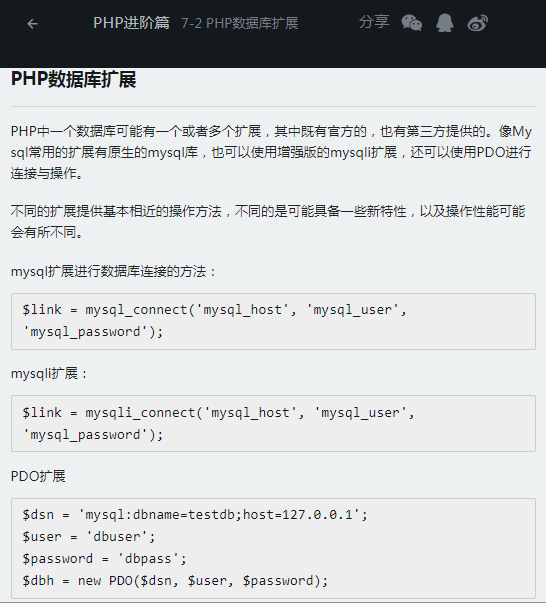 PHP进阶篇 7-2 PHP数据库扩展 分享
PHP数据库扩展
PHP中一个数据库可能有一个或者多个扩展，其中既有官方的，也有第三方提供的。像My
sql常用的扩展有原生的mysql库，也可以使用增强版的mysqli扩展，还可以使用PDO进行
连接与操作。
不同的扩展提供基本相近的操作方法，不同的是可能具备一些新特性，以及操作性能可能
会有所不同。
mysql扩展进行数据库连接的方法：
$link = mysql_connect('mysql_host', 'mysql_user',
'mysql_password');
mysqli扩展：
$link = mysqli_connect('mysql_host', 'mysql_user',
'mysql_password');
PDO扩展
$dsn = 'mysql:dbname=testdb;host=127.0.0.1';
$user = 'dbuser';
$password = 'dbpass';
$dbh = new PDO($dsn, $user, $password);